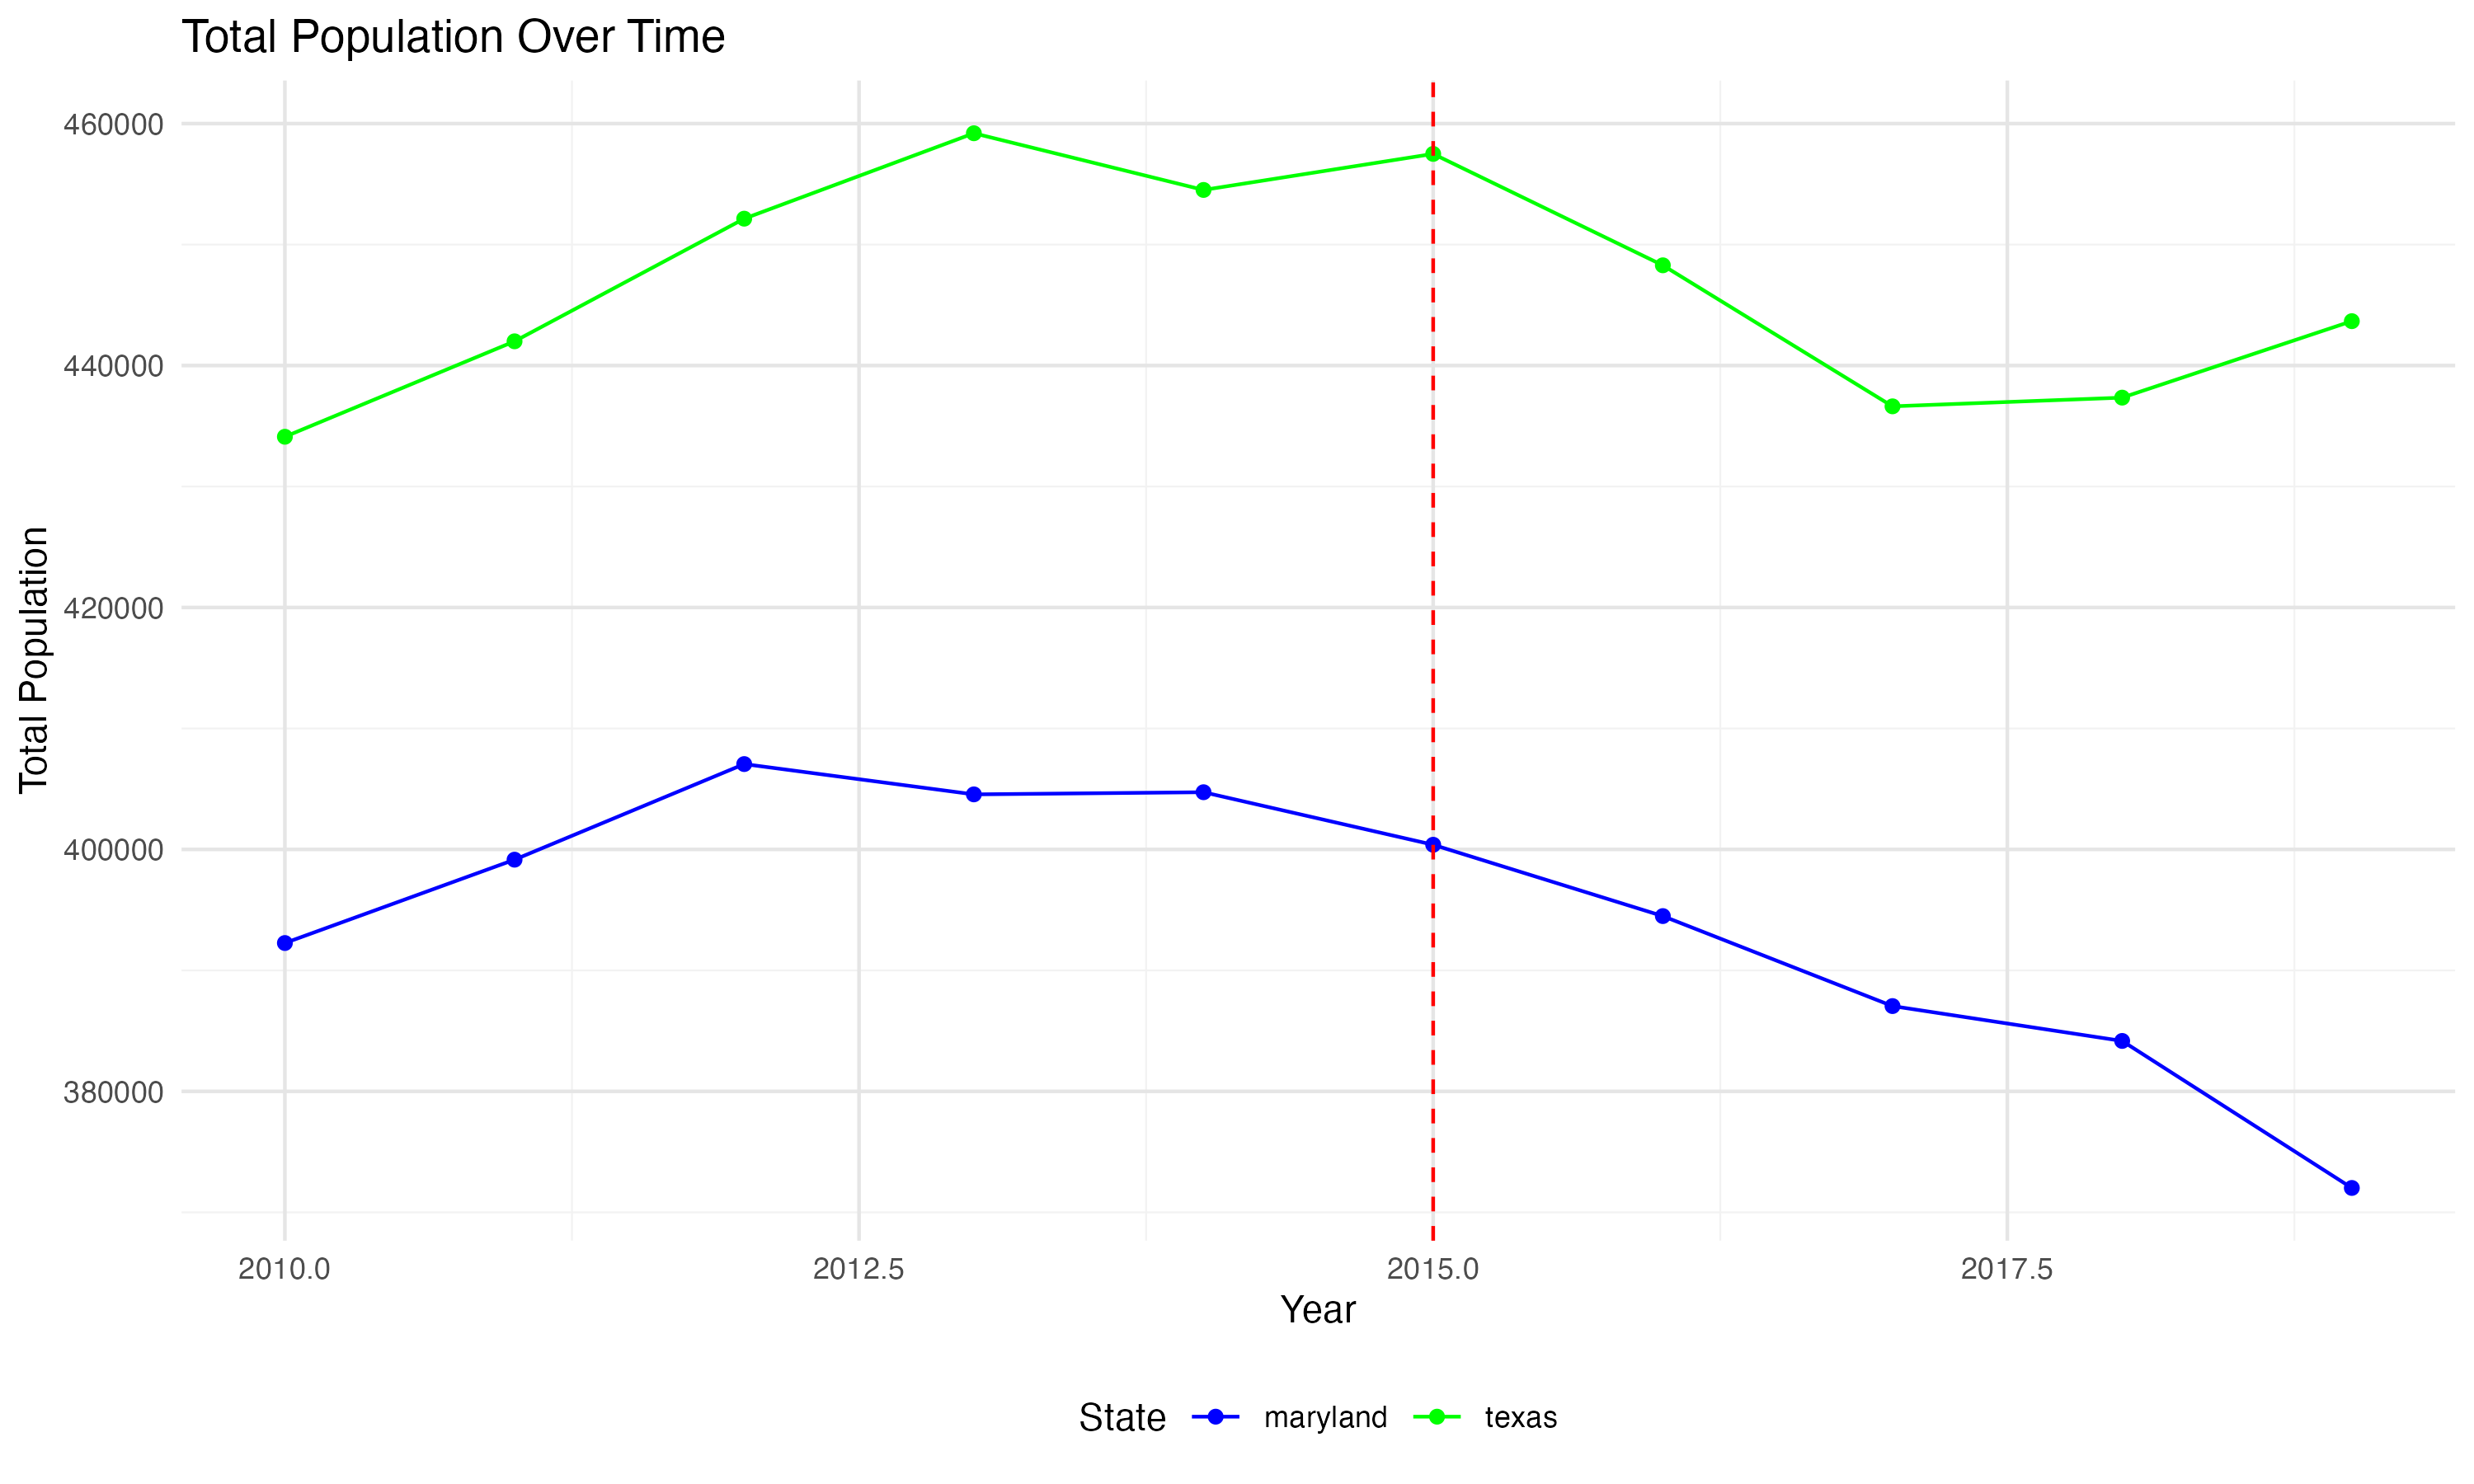 Total Population Over Time
Total Population
460000
440000
420000
400000
380000
2010.0 2012.5 2015.0 2017.5
Year
State maryland texas